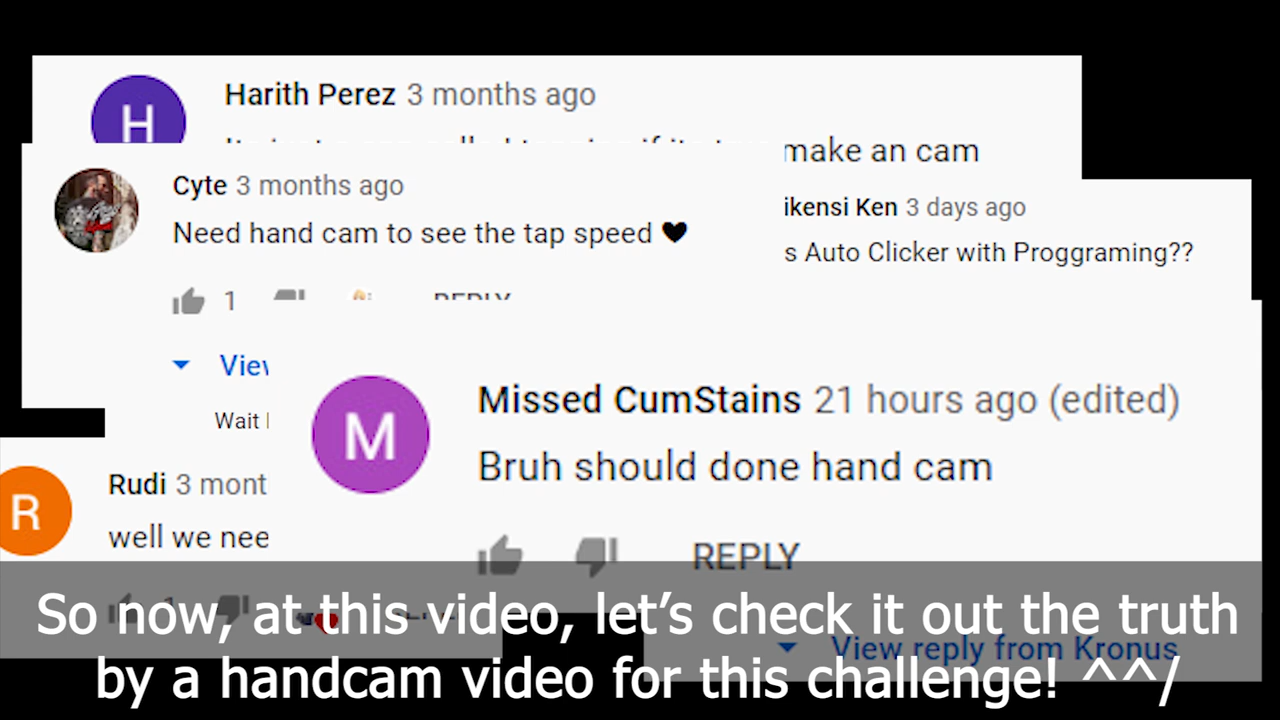 H
Harith Perez 3 months ago
make an cam
Cyte 3 months ago
Need hand cam to see the tap speed ♥
1
REPLY
View
Wait
ikensi Ken 3 days ago
s Auto Clicker with Proggraming??
M
Missed CumStains 21 hours ago (edited)
Bruh should done hand cam
REPLY
R
Rudi 3 mont
well we nee
View reply from Kronus
So now, at this video, let’s check it out the truth
by a handcam video for this challenge! ^^/